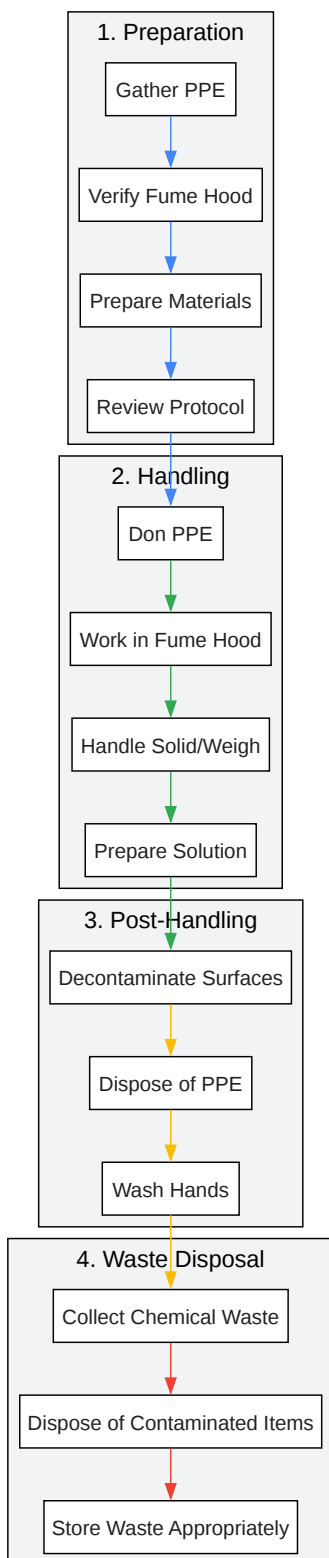 1. Preparation
Gather PPE
Verify Fume Hood
Prepare Materials
Review Protocol
2. Handling
Don PPE
Work in Fume Hood
Handle Solid/Weigh
Prepare Solution
3. Post-Handling
Decontaminate Surfaces
Dispose of PPE
Wash Hands
4. Waste Disposal
Collect Chemical Waste
Dispose of Contaminated Items
Store Waste Appropriately